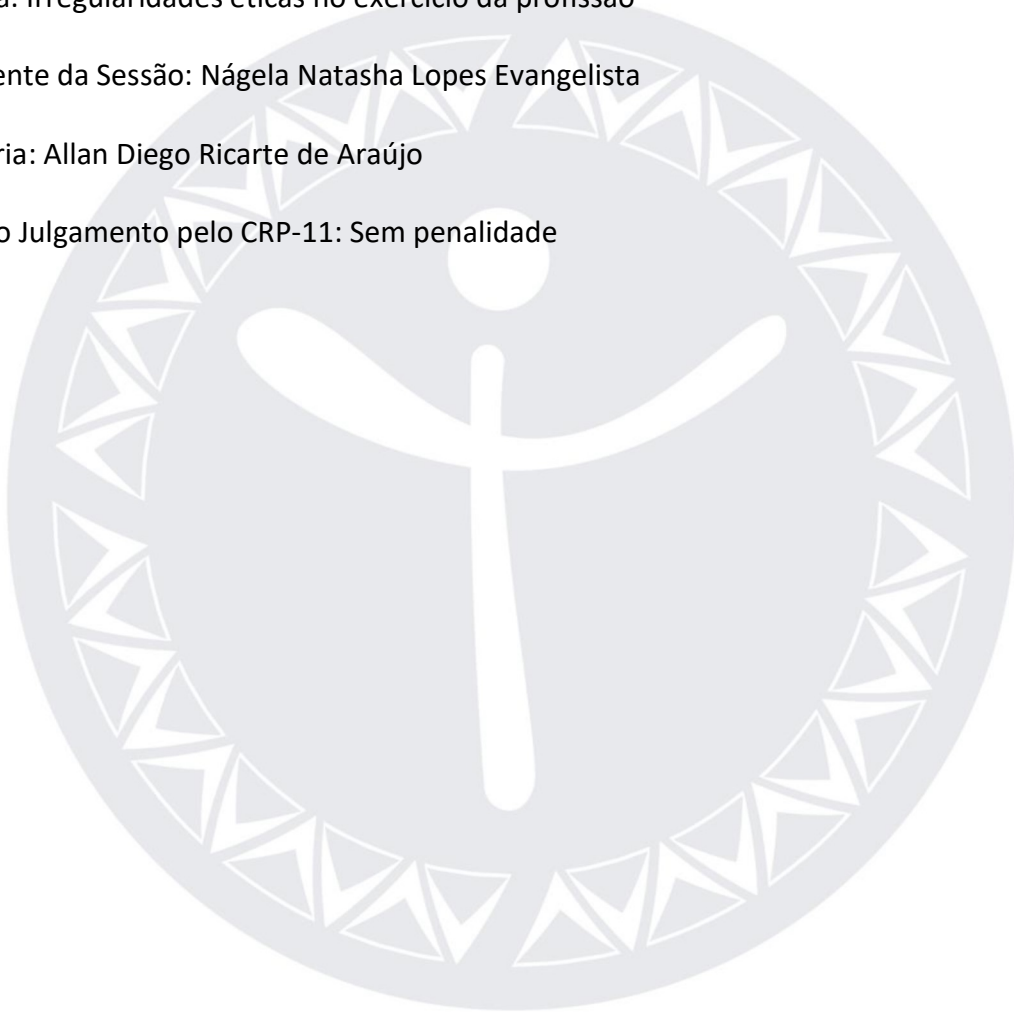 a: Irregularidades éticas no exercício da profissão
ente da Sessão: Nágela Natasha Lopes Evangelista
ria: Allan Diego Ricarte de Araújo
o Julgamento pelo CRP-11: Sem penalidade